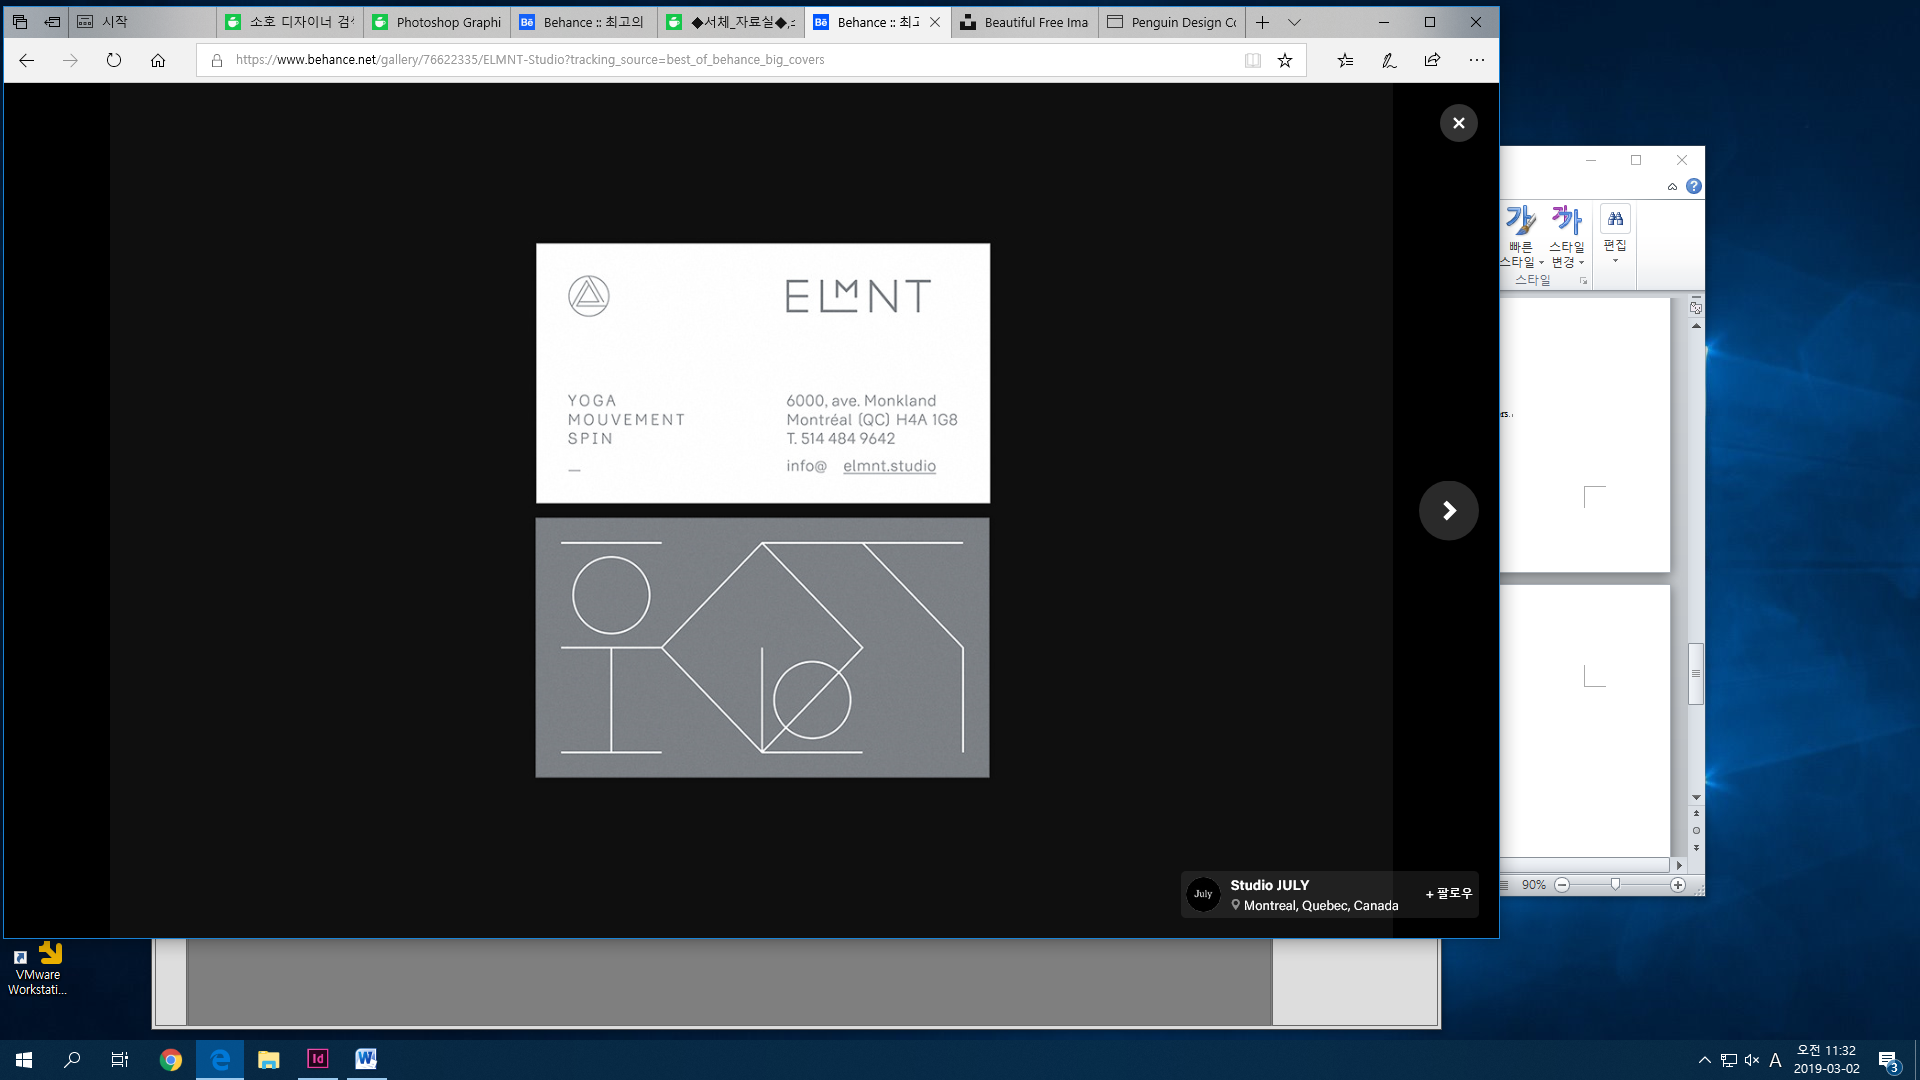 시작
소호 디자이너 검색
Photoshop Graphi
Behance :: 최고의
◆서체_자료실◆,
Behance :: 최고
Beautiful Free Ima
Penguin Design Co
https://www.behance.net/gallery/76622335/ELMNT-Studio?tracking_source=best_of_behance_big_covers
빠른
스타일
스타일
변경
편집
스타일
ELMNT
YOGA
MOUVEMENT
SPIN
6000, ave. Monkland
Montréal (QC) H4A 1G8
T. 514 484 9642
info@ elmnt.studio
July
Studio JULY
Montreal, Quebec, Canada
+ 팔로우
90%
VMware
Workstati...
Id
W
A
오전 11:32
2019-03-02
3